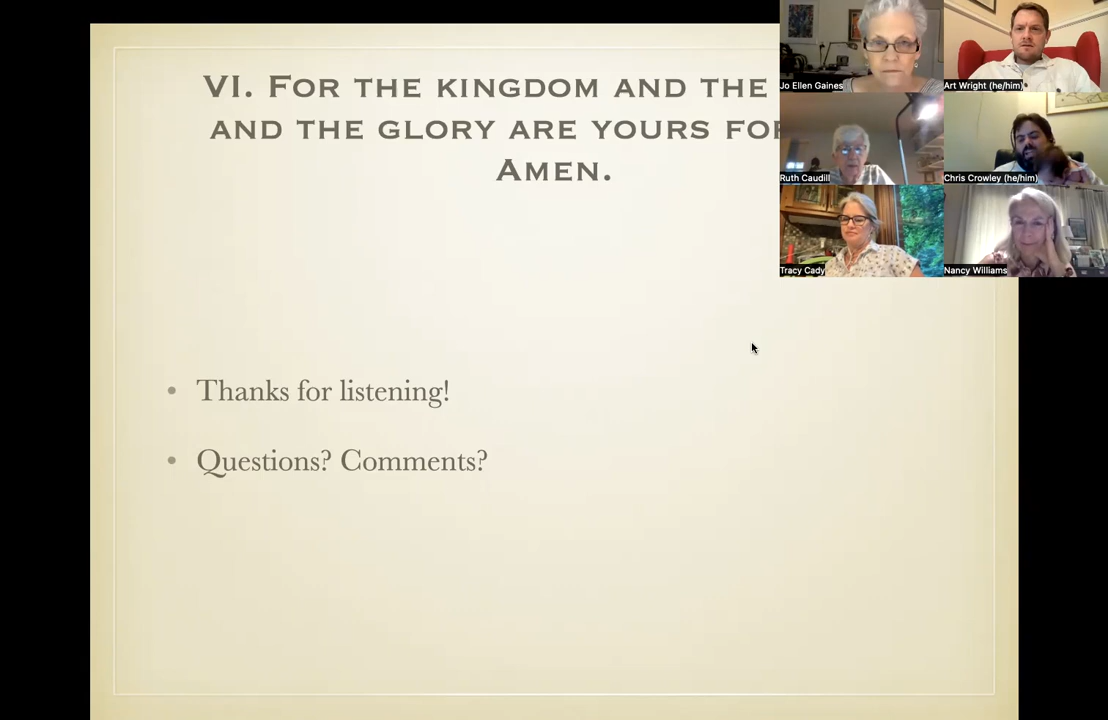 VI. For the kingdom and the
and the glory are yours for
Amen.
• Thanks for listening!
• Questions? Comments?
Jo Ellen Gaines
Art Wright (he/him)
Ruth Caudill
Chris Crowley (he/him)
Tracy Cady
Nancy Williams